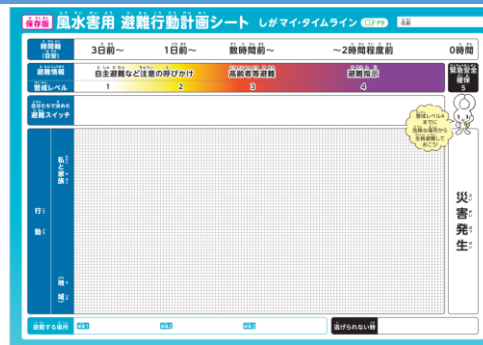 保存版 風水害用 避難行動計画シート しがマイ・タイムライン P9 名前
時間軸(目安) 3日前〜 1日前〜 数時間前〜 〜2時間程度前 0時間
避難情報 自主避難など注意の呼びかけ 高齢者等避難 避難指示 緊急安全確保
警戒レベル 1 2 3 4 5
自分たちで決めた
避難スイッチ
警戒レベル4
までに
危険な場所から
全員避難して
おこう!
行動
私と家族
(地域)
災害発生
避難する場所 逃げられない時